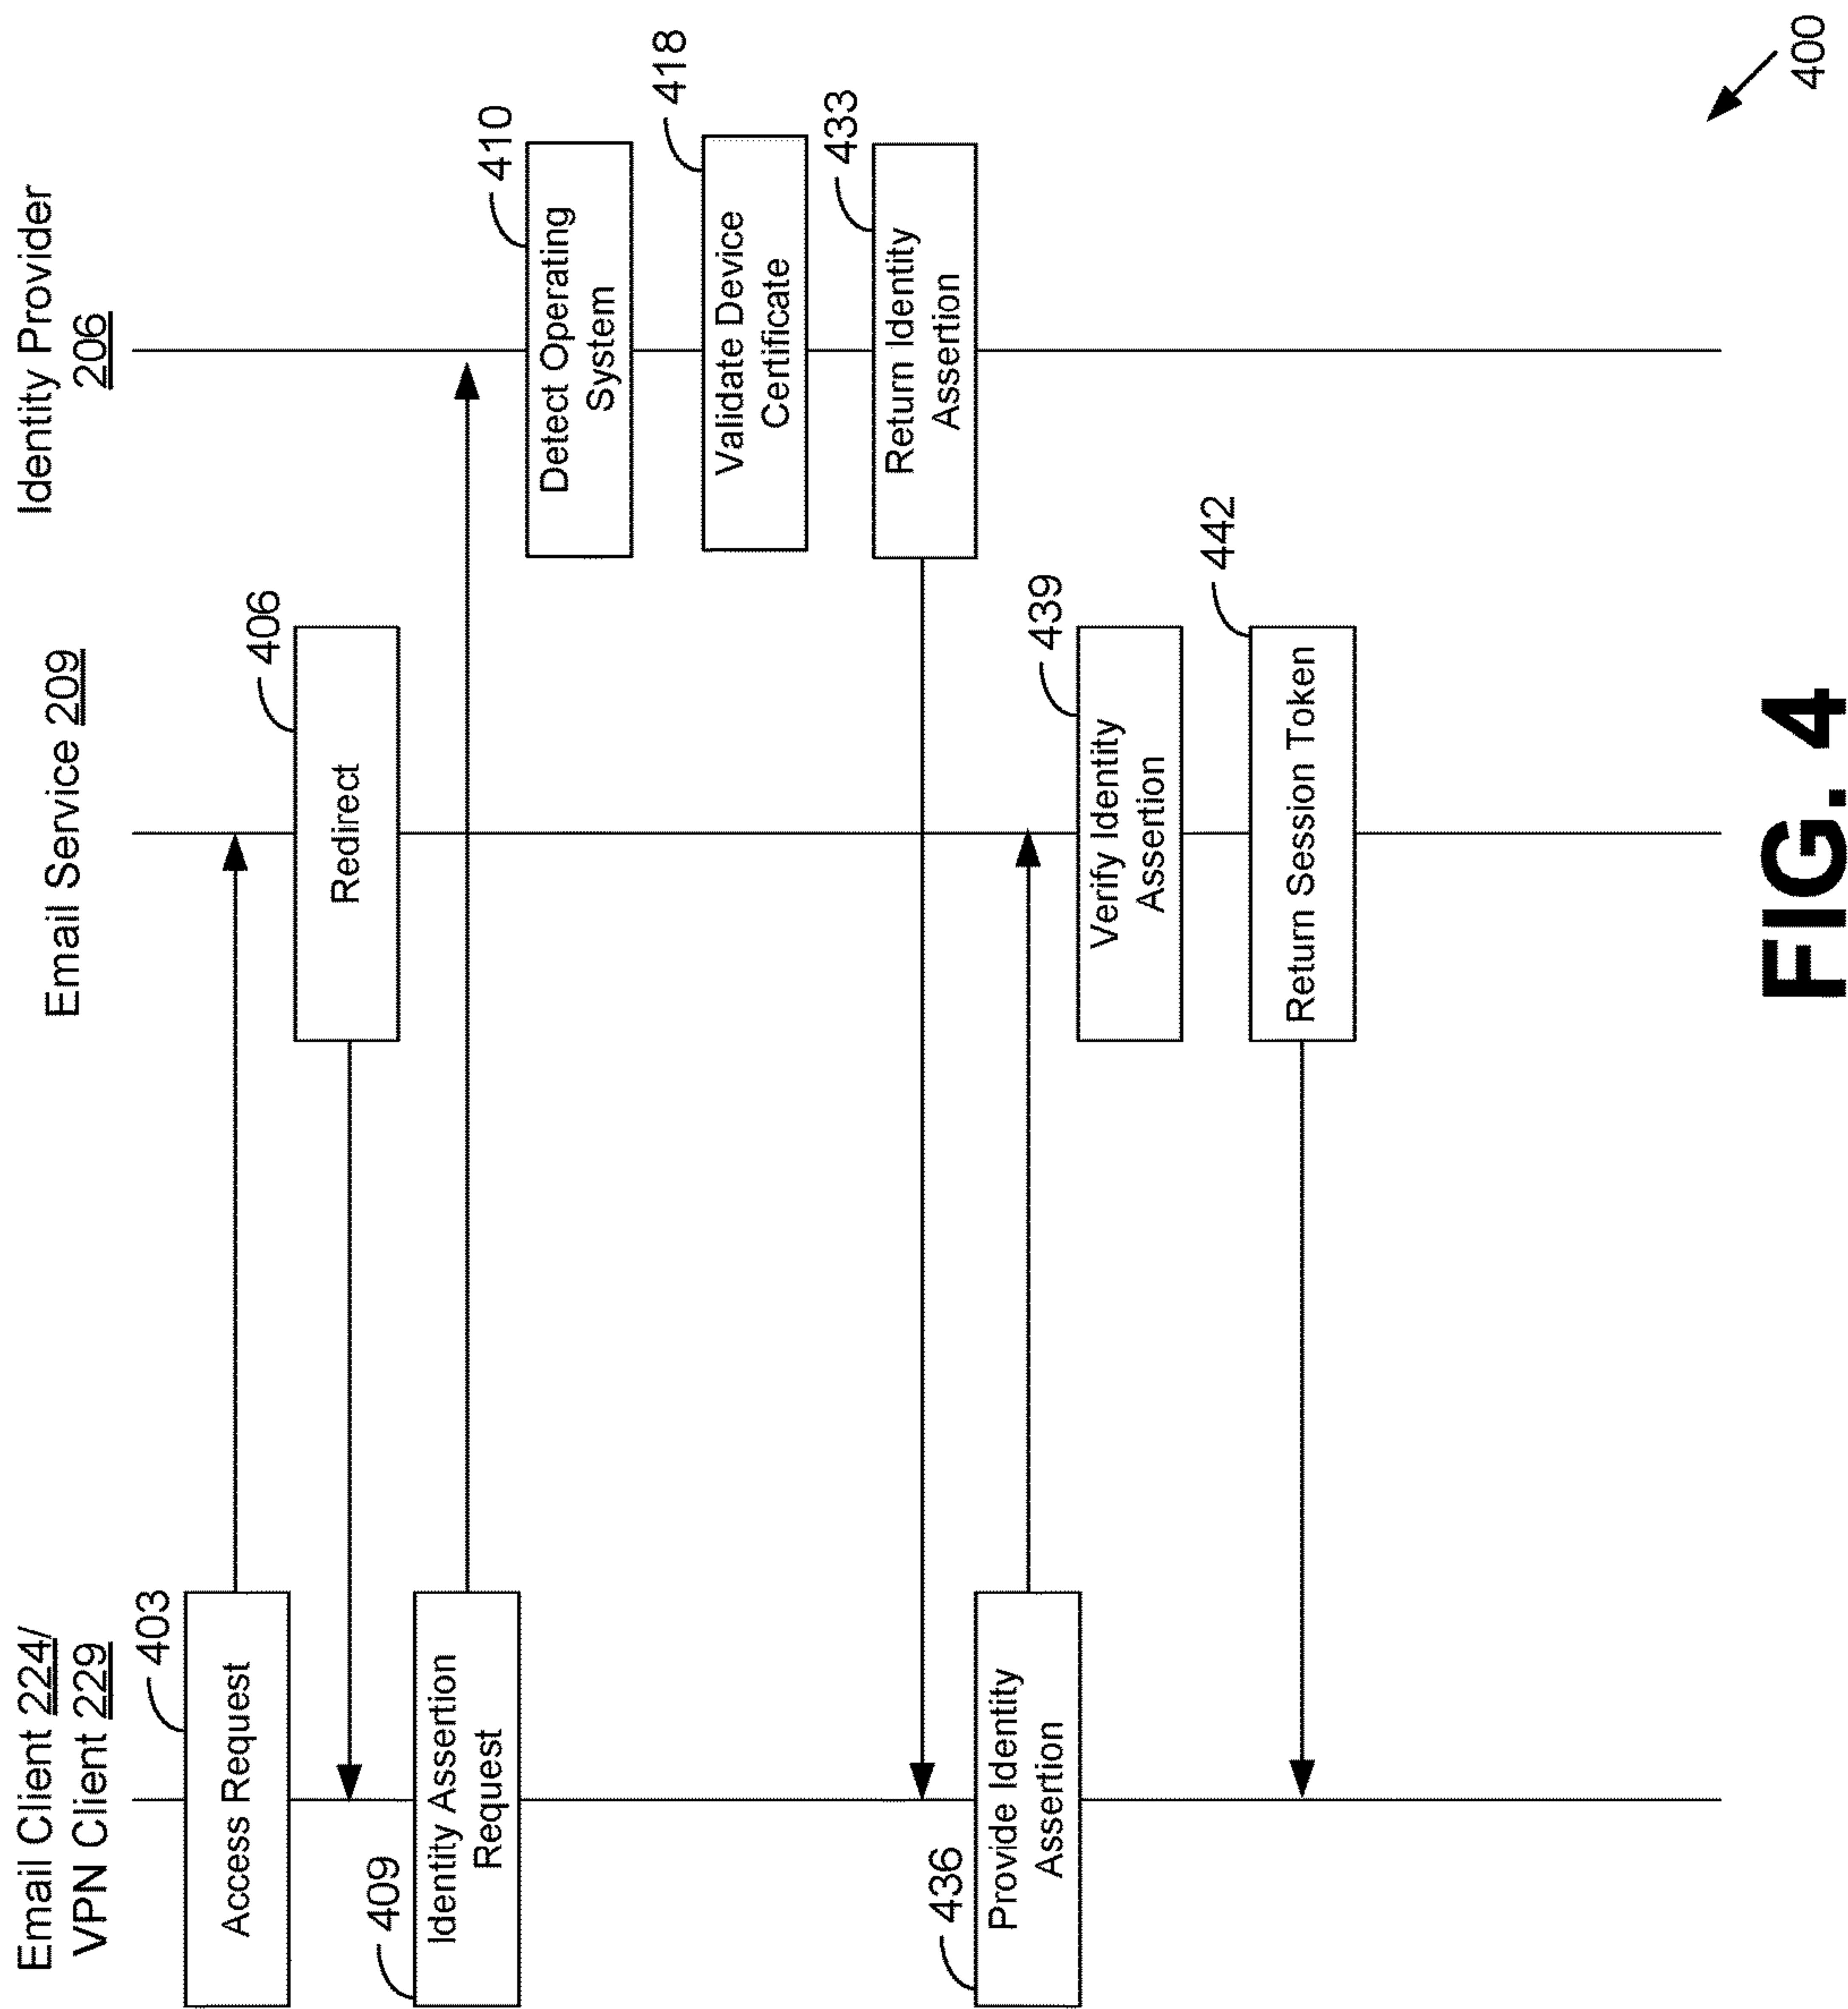 Email Client 224/
VPN Client 229
Email Service 209
Identity Provider
206
403
Access Request
406
Redirect
409
Identity Assertion
Request
410
Detect Operating
System
418
Validate Device
Certificate
433
Return Identity
Assertion
436
Provide Identity
Assertion
439
Verify Identity
Assertion
442
Return Session Token
400
FIG. 4